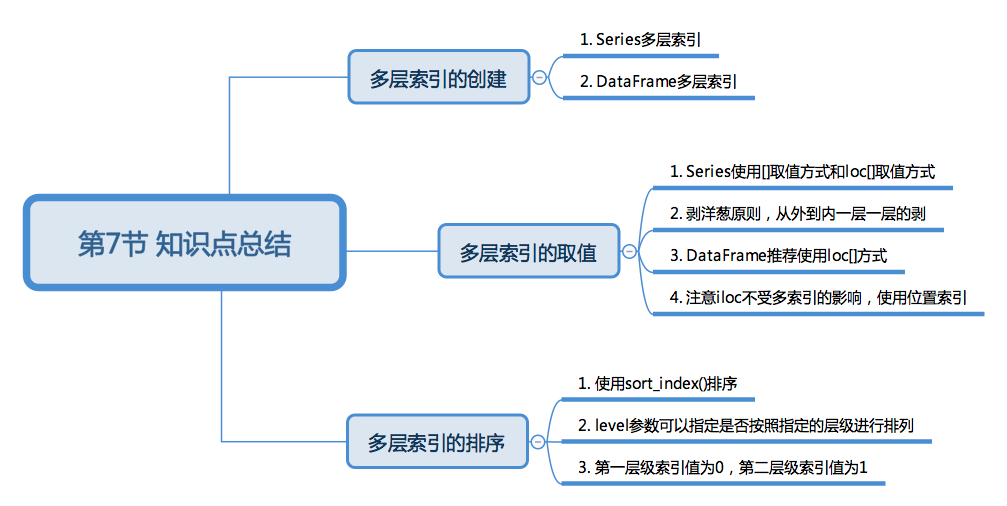 第7节 知识点总结
多层索引的创建
1. Series多层索引
2. DataFrame多层索引
多层索引的取值
1. Series使用[]取值方式和loc[]取值方式
2. 剥洋葱原则，从外到内一层一层的剥
3. DataFrame推荐使用loc[]方式
4. 注意iloc不受多索引的影响，使用位置索引
多层索引的排序
1. 使用sort_index()排序
2. level参数可以指定是否按照指定的层级进行排列
3. 第一层级索引值为0，第二层级索引值为1